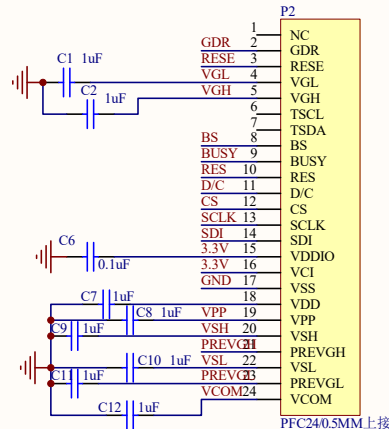 P2
1 NC
GDR 2 GDR
RESE 3 RESE
C1 1uF VGL 4 VGL
C2 1uF VGH 5 VGH
6 TSCL
7 TSDA
BS 8 BS
BUSY 9 BUSY
RES 10 RES
D/C 11 D/C
CS 12 CS
SCLK 13 SCLK
SDI 14 SDI
C6 0.1uF 3.3V 15 VDDIO
3.3V 16 VCI
GND 17 VSS
C7 1uF 18 VDD
C8 1uF VPP 19 VPP
C9 1uF VSH 20 VSH
PREVGH 21 PREVGH
C10 1uF VSL 22 VSL
C11 1uF PREVGL 23 PREVGL
C12 1uF VCOM 24 VCOM
PFC24/0.5MM上接